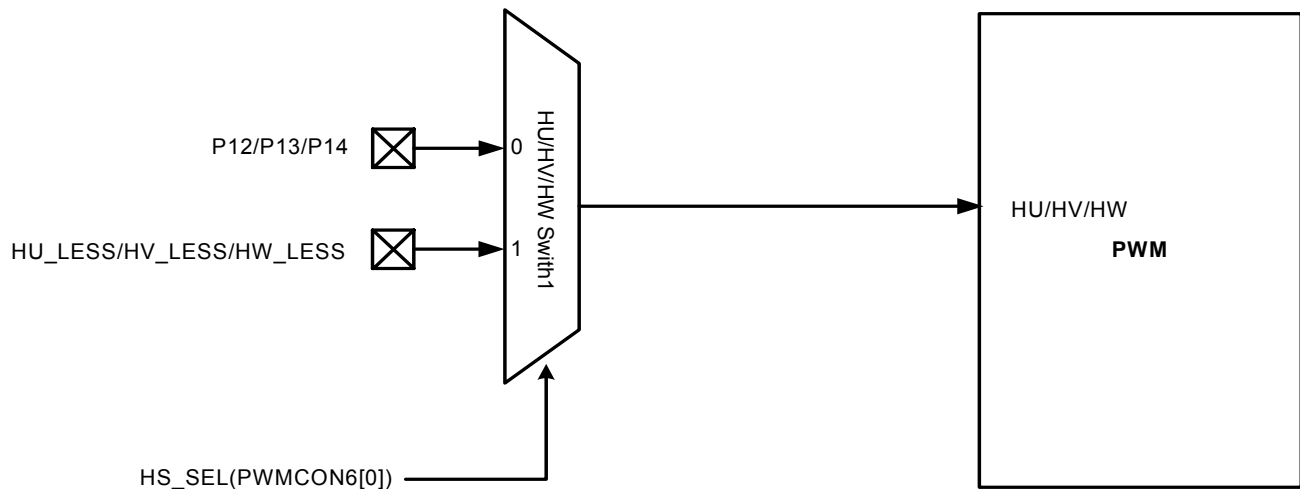 P12/P13/P14
0
HU_LESS/HV_LESS/HW_LESS
1
HU/HV//HW Swith1
HU/HV/HW
PWM
HS_SEL(PWMCON6[0])